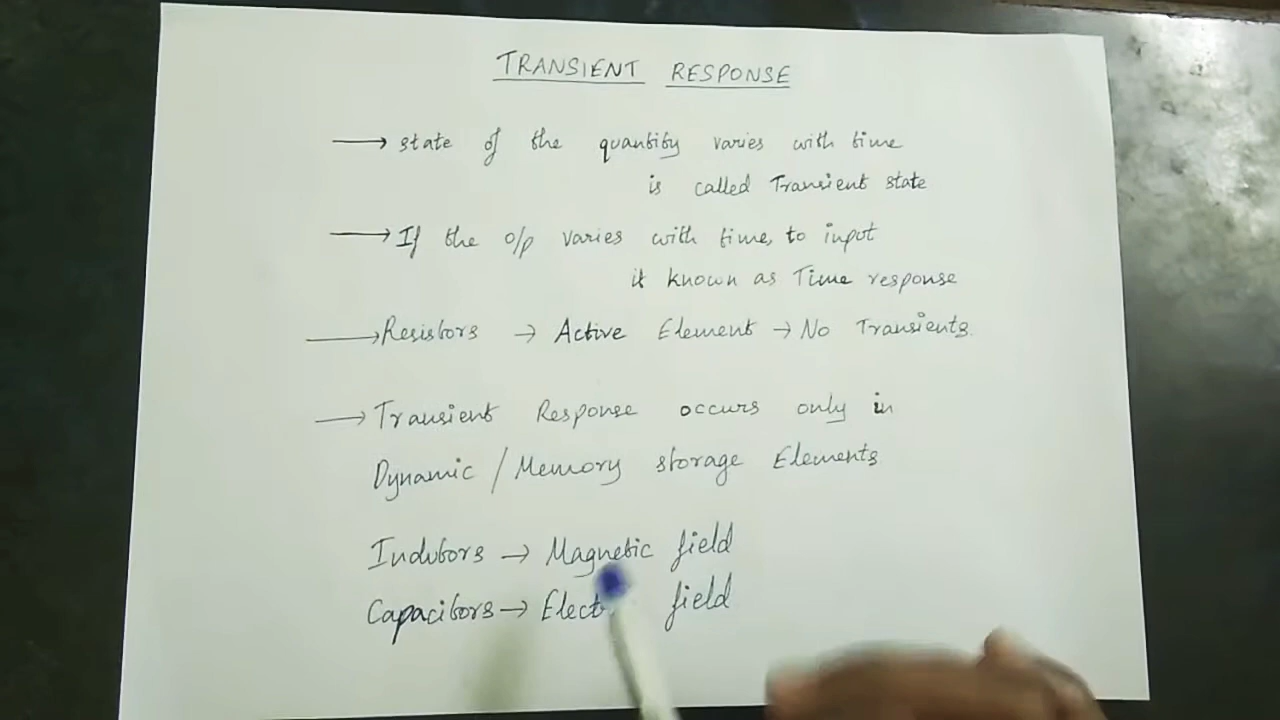 TRANSIENT RESPONSE
→ state of the quantity varies with time
is called Transient state
→ If the o/p varies with time, to input
it known as Time response
→ Resistors → Active Element → No Transients.
→ Transient Response occurs only in
Dynamic / Memory storage Elements
Indutors → Magnetic field
Capacitors → field